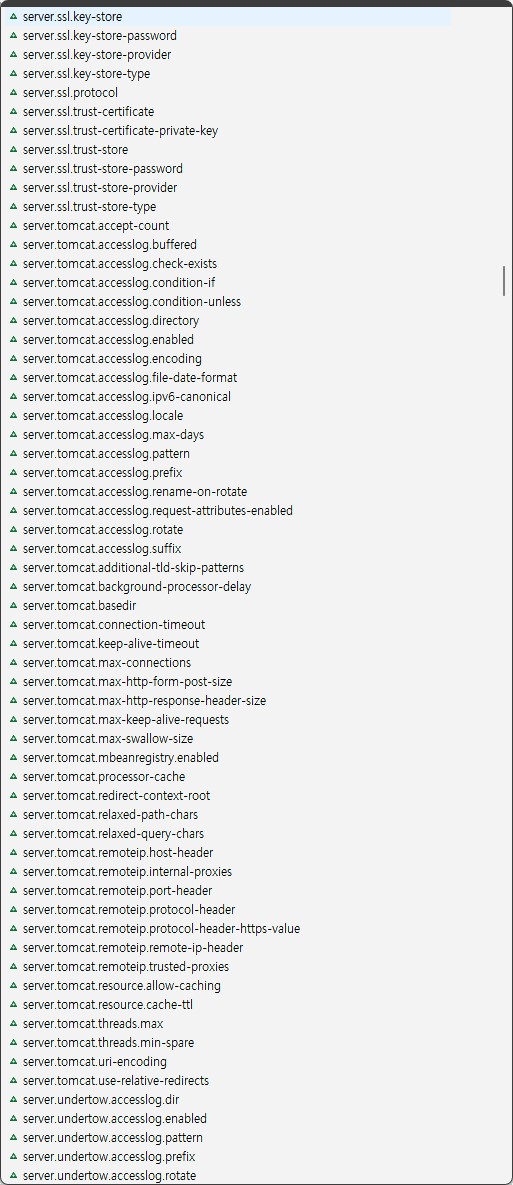 server.ssl.key-store
server.ssl.key-store-password
server.ssl.key-store-provider
server.ssl.key-store-type
server.ssl.protocol
server.ssl.trust-certificate
server.ssl.trust-certificate-private-key
server.ssl.trust-store
server.ssl.trust-store-password
server.ssl.trust-store-provider
server.ssl.trust-store-type
server.tomcat.accept-count
server.tomcat.accesslog.buffered
server.tomcat.accesslog.check-exists
server.tomcat.accesslog.condition-if
server.tomcat.accesslog.condition-unless
server.tomcat.accesslog.directory
server.tomcat.accesslog.enabled
server.tomcat.accesslog.encoding
server.tomcat.accesslog.file-date-format
server.tomcat.accesslog.ipv6-canonical
server.tomcat.accesslog.locale
server.tomcat.accesslog.max-days
server.tomcat.accesslog.pattern
server.tomcat.accesslog.prefix
server.tomcat.accesslog.rename-on-rotate
server.tomcat.accesslog.request-attributes-enabled
server.tomcat.accesslog.rotate
server.tomcat.accesslog.suffix
server.tomcat.additional-tld-skip-patterns
server.tomcat.background-processor-delay
server.tomcat.basedir
server.tomcat.connection-timeout
server.tomcat.keep-alive-timeout
server.tomcat.max-connections
server.tomcat.max-http-form-post-size
server.tomcat.max-http-response-header-size
server.tomcat.max-keep-alive-requests
server.tomcat.max-swallow-size
server.tomcat.mbeanregistry.enabled
server.tomcat.processor-cache
server.tomcat.redirect-context-root
server.tomcat.relaxed-path-chars
server.tomcat.relaxed-query-chars
server.tomcat.remoteip.host-header
server.tomcat.remoteip.internal-proxies
server.tomcat.remoteip.port-header
server.tomcat.remoteip.protocol-header
server.tomcat.remoteip.protocol-header-https-value
server.tomcat.remoteip.remote-ip-header
server.tomcat.remoteip.trusted-proxies
server.tomcat.resource.allow-caching
server.tomcat.resource.cache-ttl
server.tomcat.threads.max
server.tomcat.threads.min-spare
server.tomcat.uri-encoding
server.tomcat.use-relative-redirects
server.undertow.accesslog.dir
server.undertow.accesslog.enabled
server.undertow.accesslog.pattern
server.undertow.accesslog.prefix
server.undertow.accesslog.rotate